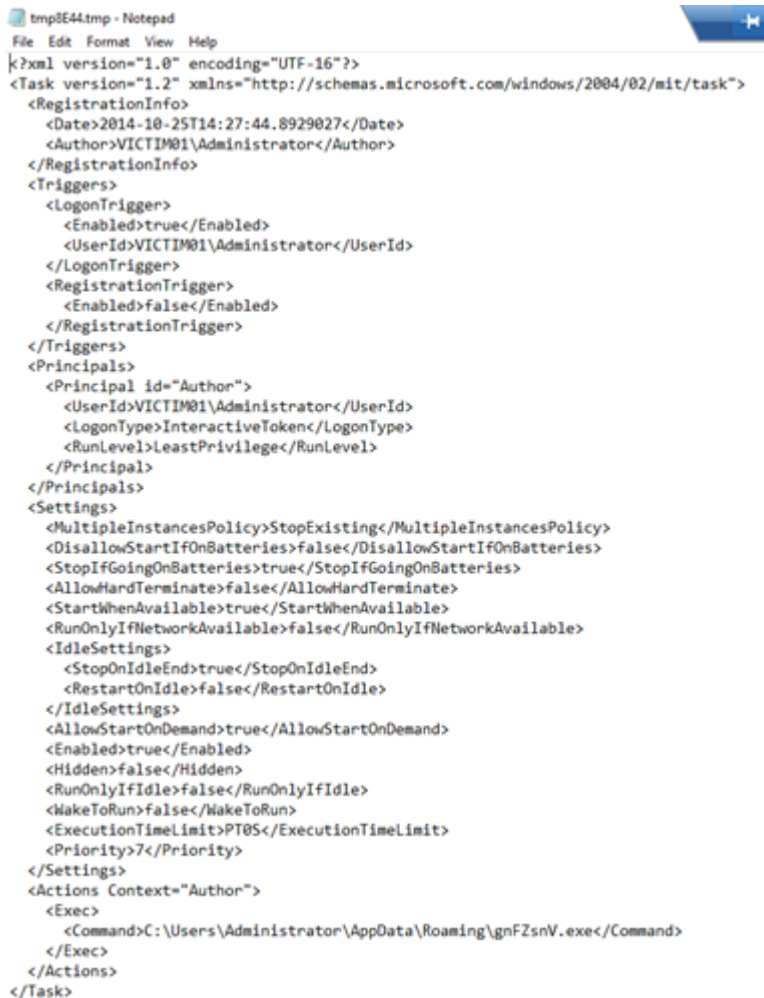 tmp8E44.tmp - Notepad
File Edit Format View Help
<?xml version="1.0" encoding="UTF-16"?>
<Task version="1.2" xmlns="http://schemas.microsoft.com/windows/2004/02/mit/task">
  <RegistrationInfo>
    <Date>2014-10-25T14:27:44.8929027</Date>
    <Author>VICTIM01\Administrator</Author>
  </RegistrationInfo>
  <Triggers>
    <LogonTrigger>
      <Enabled>true</Enabled>
      <UserId>VICTIM01\Administrator</UserId>
    </LogonTrigger>
    <RegistrationTrigger>
      <Enabled>false</Enabled>
    </RegistrationTrigger>
  </Triggers>
  <Principals>
    <Principal id="Author">
      <UserId>VICTIM01\Administrator</UserId>
      <LogonType>InteractiveToken</LogonType>
      <RunLevel>LeastPrivilege</RunLevel>
    </Principal>
  </Principals>
  <Settings>
    <MultipleInstancesPolicy>StopExisting</MultipleInstancesPolicy>
    <DisallowStartIfOnBatteries>false</DisallowStartIfOnBatteries>
    <StopIfGoingOnBatteries>true</StopIfGoingOnBatteries>
    <AllowHardTerminate>false</AllowHardTerminate>
    <StartWhenAvailable>true</StartWhenAvailable>
    <RunOnlyIfNetworkAvailable>false</RunOnlyIfNetworkAvailable>
    <IdleSettings>
      <StopOnIdleEnd>true</StopOnIdleEnd>
      <RestartOnIdle>false</RestartOnIdle>
    </IdleSettings>
    <AllowStartOnDemand>true</AllowStartOnDemand>
    <Enabled>true</Enabled>
    <Hidden>false</Hidden>
    <RunOnlyIfIdle>false</RunOnlyIfIdle>
    <WakeToRun>false</WakeToRun>
    <ExecutionTimeLimit>PT0S</ExecutionTimeLimit>
    <Priority>7</Priority>
  </Settings>
  <Actions Context="Author">
    <Exec>
      <Command>C:\Users\Administrator\AppData\Roaming\gnFZsnV.exe</Command>
    </Exec>
  </Actions>
</Task>